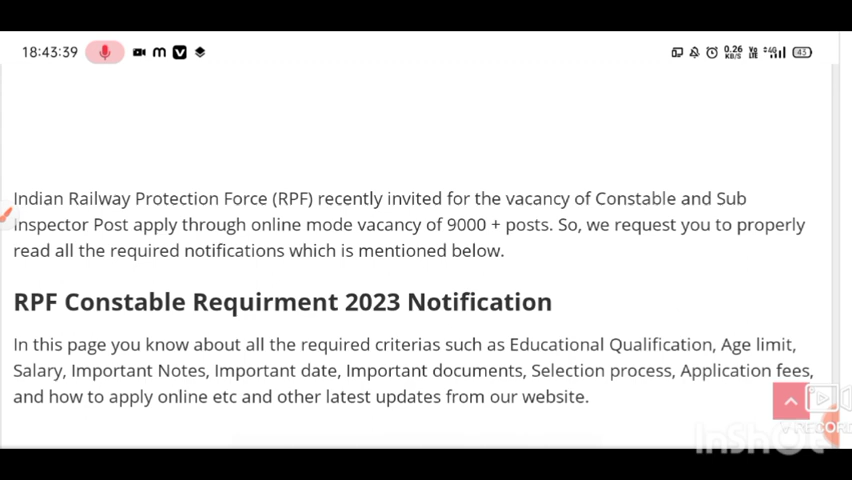 18:43:39 m V 0.26 KB/S Vo LTE 4G 43
Indian Railway Protection Force (RPF) recently invited for the vacancy of Constable and Sub
Inspector Post apply through online mode vacancy of 9000 + posts. So, we request you to properly
read all the required notifications which is mentioned below.
RPF Constable Requirment 2023 Notification
In this page you know about all the required criterias such as Educational Qualification, Age limit,
Salary, Important Notes, Important date, Important documents, Selection process, Application fees,
and how to apply online etc and other latest updates from our website.
InShOt